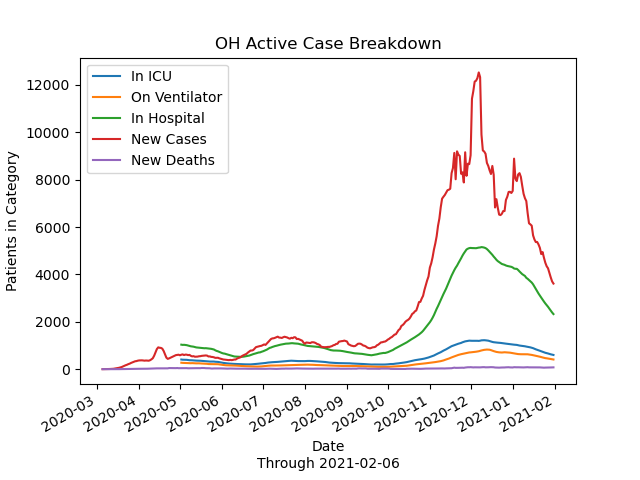 OH Active Case Breakdown
In ICU
On Ventilator
In Hospital
New Cases
New Deaths
Patients in Category
12000
10000
8000
6000
4000
2000
0
2020-03
2020-04
2020-05
2020-06
2020-07
2020-08
2020-09
2020-10
2020-11
2020-12
2021-01
2021-02
Date
Through 2021-02-06